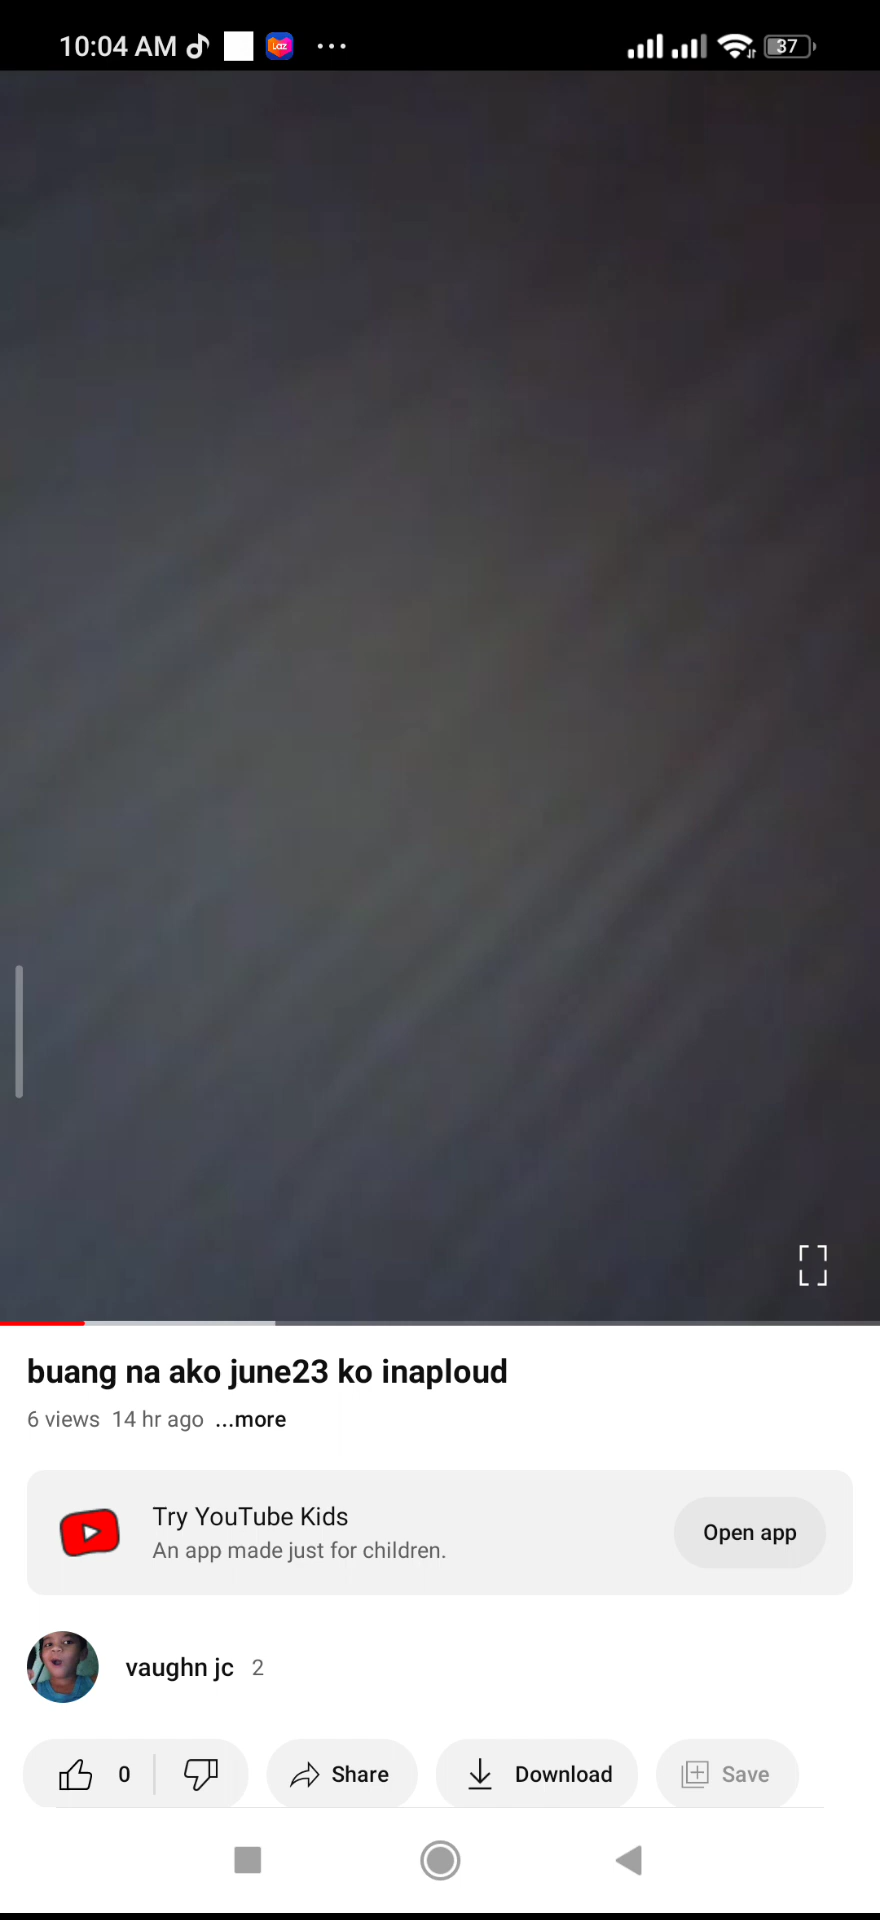 10:04 AM
Laz
37
buang na ako june23 ko inaploud
6 views 14 hr ago ...more
Try YouTube Kids
An app made just for children.
Open app
vaughn jc 2
0
Share
Download
Save